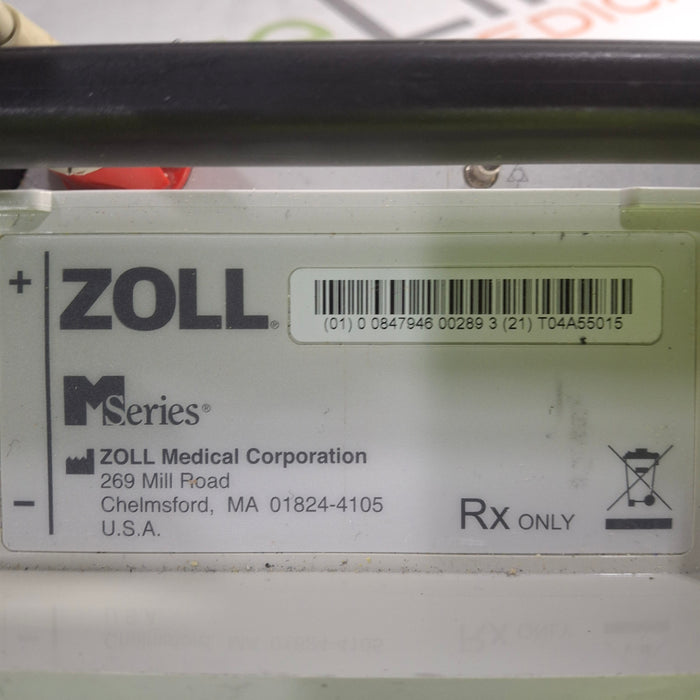 ZOLL®
(01) 0 0847946 00289 3 (21) T04A55015
M Series®
ZOLL Medical Corporation
269 Mill Road
Chelmsford, MA 01824-4105
U.S.A.
Rx ONLY
+
−